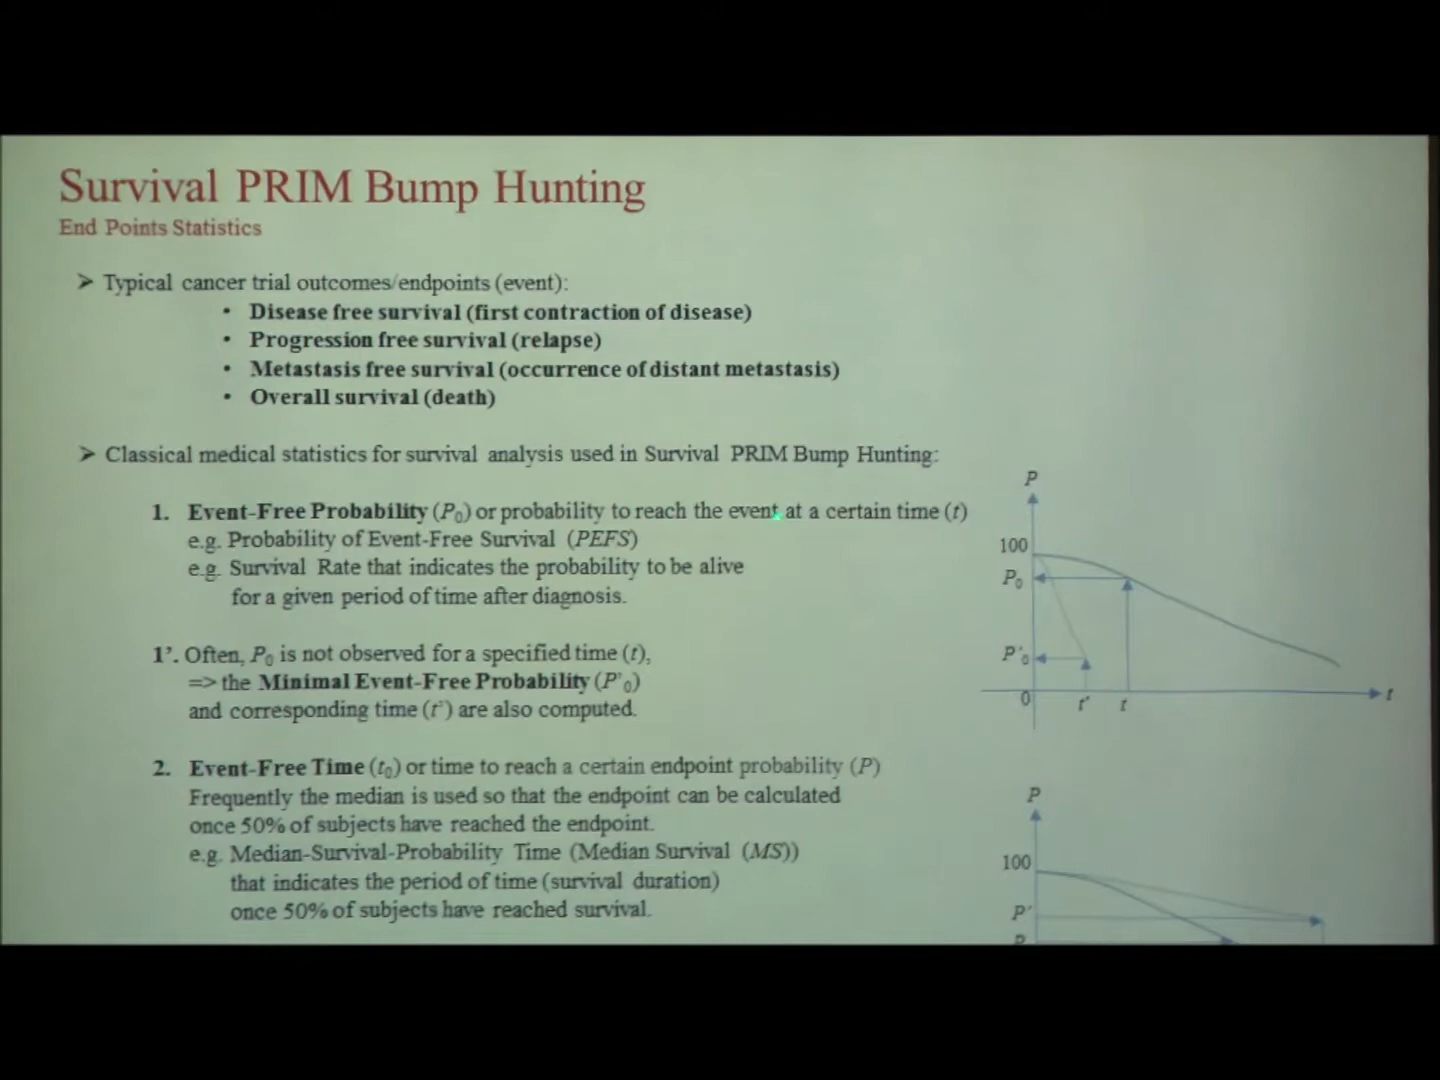 Survival PRIM Bump Hunting
End Points Statistics
➤ Typical cancer trial outcomes/endpoints (event):
• Disease free survival (first contraction of disease)
• Progression free survival (relapse)
• Metastasis free survival (occurrence of distant metastasis)
• Overall survival (death)
➤ Classical medical statistics for survival analysis used in Survival PRIM Bump Hunting:
1. Event-Free Probability (P₀) or probability to reach the event at a certain time (t)
e.g. Probability of Event-Free Survival (PEFS)
e.g. Survival Rate that indicates the probability to be alive
for a given period of time after diagnosis.
1’. Often, P₀ is not observed for a specified time (t),
=> the Minimal Event-Free Probability (P’₀)
and corresponding time (t’) are also computed.
2. Event-Free Time (t₀) or time to reach a certain endpoint probability (P)
Frequently the median is used so that the endpoint can be calculated
once 50% of subjects have reached the endpoint.
e.g. Median-Survival-Probability Time (Median Survival (MS))
that indicates the period of time (survival duration)
once 50% of subjects have reached survival.
P
100
P₀
P’₀
0
t’
t
t
P
100
P’
P